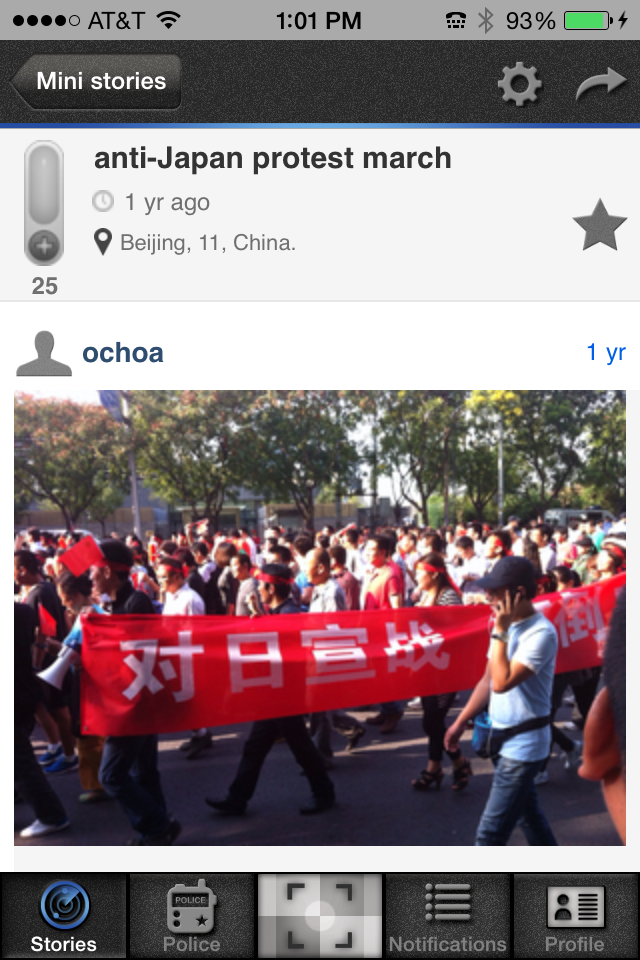 AT&T
1:01 PM
93%
Mini stories
anti-Japan protest march
1 yr ago
Beijing, 11, China.
25
ochoa
1 yr
对日宣战
倒
POLICE
Stories
Police
Notifications
Profile